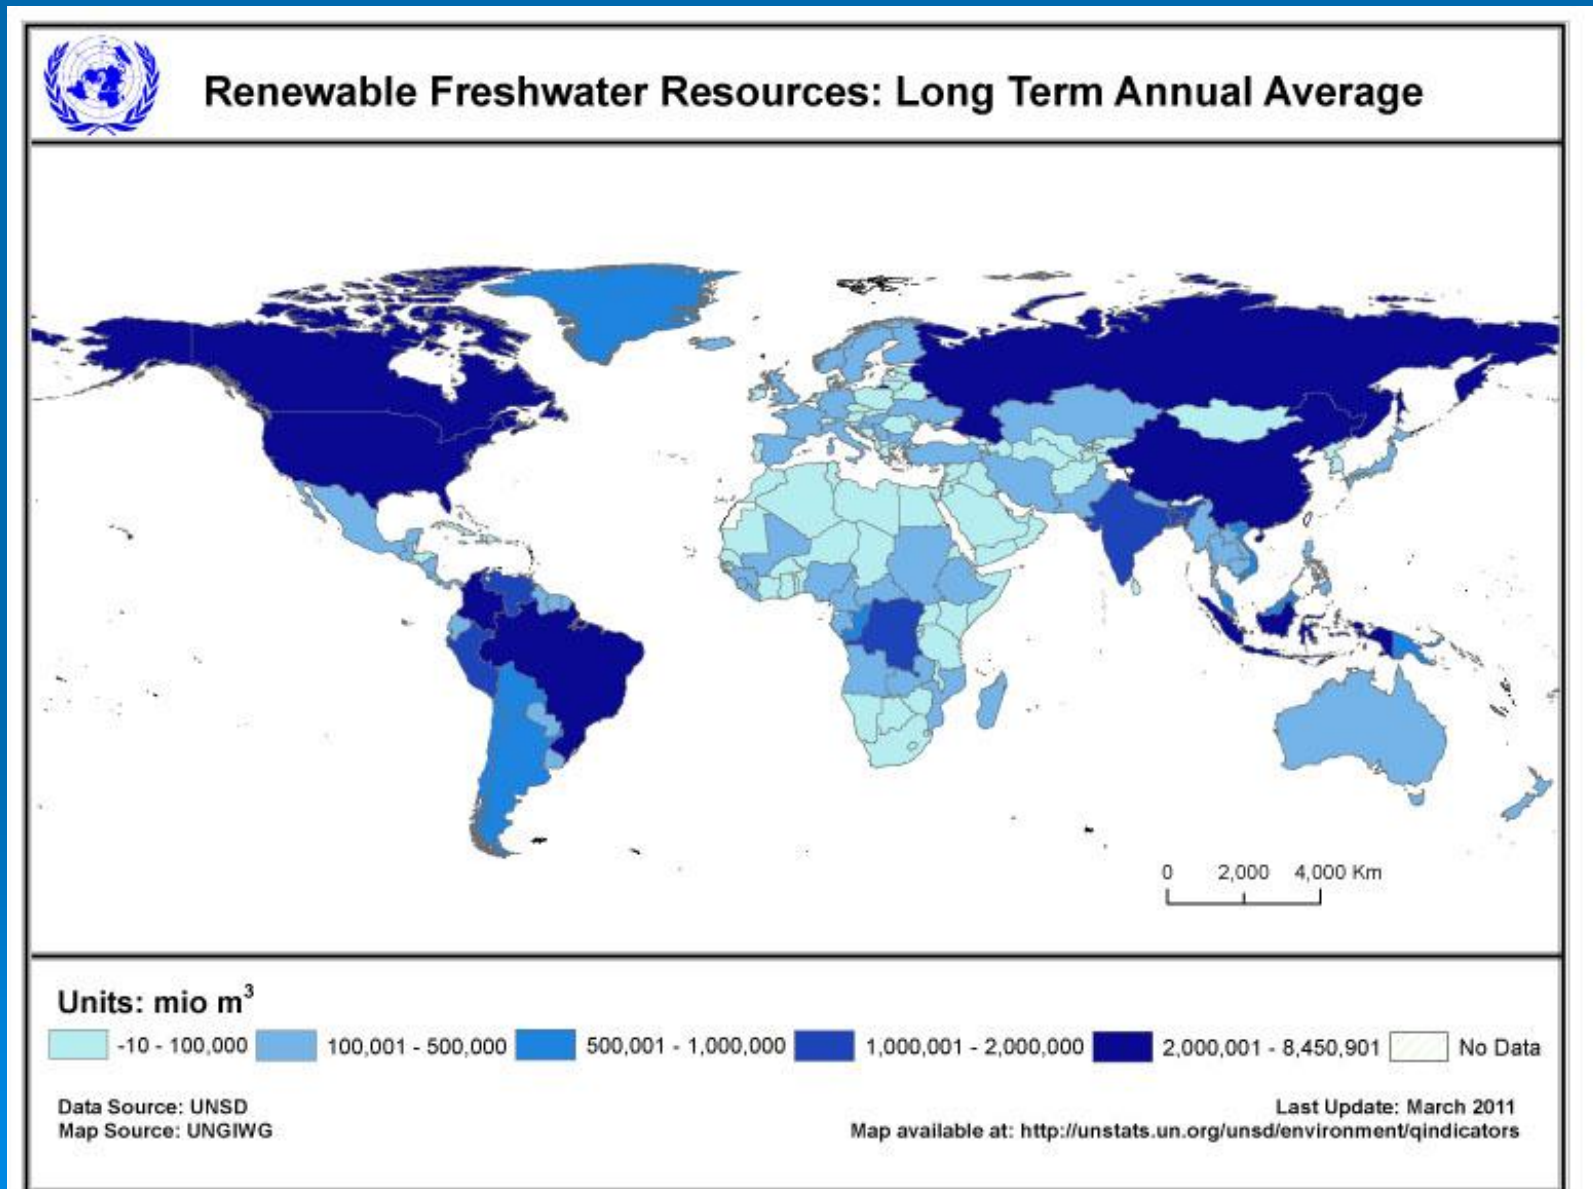 Renewable Freshwater Resources: Long Term Annual Average
0 2,000 4,000 Km
Units: mio m³
-10 - 100,000 100,001 - 500,000 500,001 - 1,000,000 1,000,001 - 2,000,000 2,000,001 - 8,450,901 No Data
Data Source: UNSD Last Update: March 2011
Map Source: UNGIWG Map available at: http://unstats.un.org/unsd/environment/qindicators